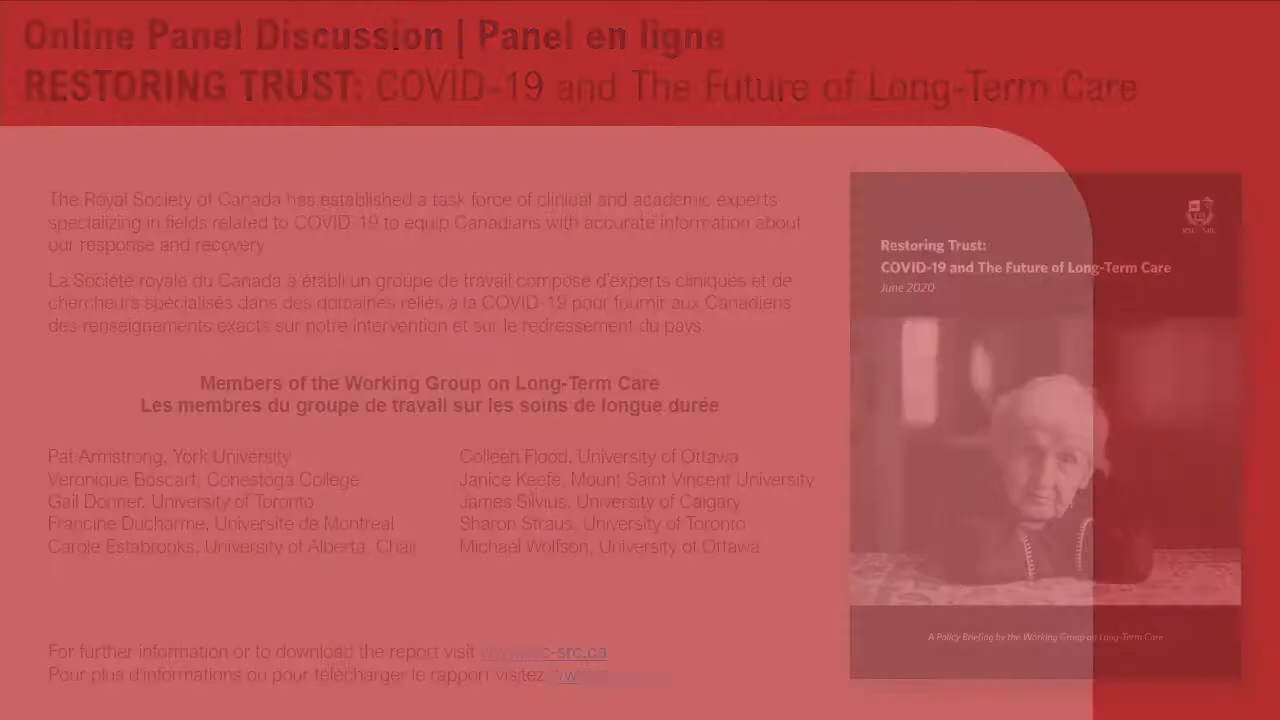 Online Panel Discussion | Panel en ligne
RESTORING TRUST: COVID-19 and The Future of Long-Term Care
The Royal Society of Canada has established a task force of clinical and academic experts
specializing in fields related to COVID-19 to equip Canadians with accurate information about
our response and recovery.
La Société royale du Canada a établi un groupe de travail composé d'experts cliniques et de
chercheurs spécialisés dans des domaines reliés à la COVID-19 pour fournir aux Canadiens
des renseignements exacts sur notre intervention et sur le redressement du pays.
Members of the Working Group on Long-Term Care
Les membres du groupe de travail sur les soins de longue durée
Pat Armstrong, York University
Veronique Boscart, Conestoga College
Gail Donner, University of Toronto
Francine Ducharme, Université de Montréal
Carole Estabrooks, University of Alberta, Chair
Colleen Flood, University of Ottawa
Janice Keefe, Mount Saint Vincent University
James Silvius, University of Calgary
Sharon Straus, University of Toronto
Michael Wolfson, University of Ottawa
For further information or to download the report visit
Pour plus d'informations ou pour télécharger le rapport visitez
RSC SRC
Restoring Trust:
COVID-19 and The Future of Long-Term Care
June 2020
A Policy Briefing by the Working Group on Long-Term Care